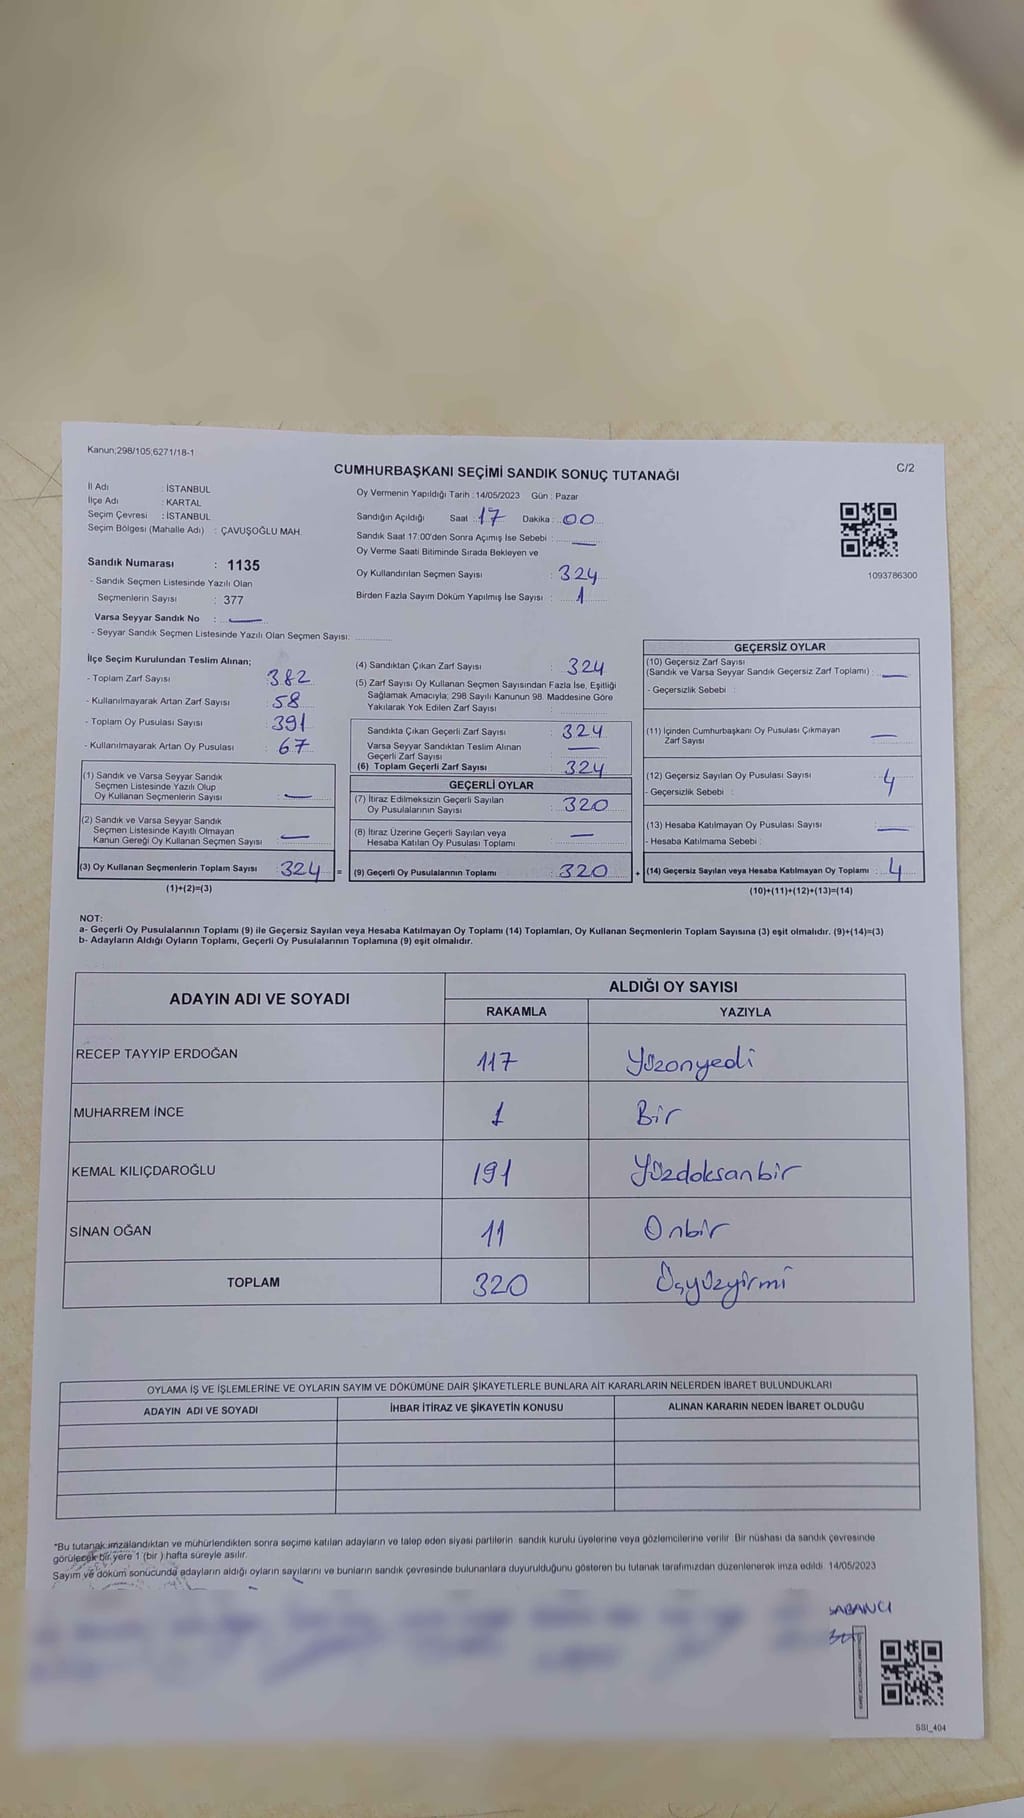 Kanun;298/105,6271/18-1
C/2
CUMHURBAŞKANI SEÇİMİ SANDIK SONUÇ TUTANAĞI
İl Adı : İSTANBUL
İlçe Adı : KARTAL
Seçim Çevresi : İSTANBUL
Seçim Bölgesi (Mahalle Adı) : ÇAVUŞOĞLU MAH.
Oy Vermenin Yapıldığı Tarih : 14/05/2023 Gün : Pazar
Sandığın Açıldığı Saat : 17 Dakika : 00
Sandık Saat 17:00'den Sonra Açımış İse Sebebi : —
Oy Verme Saati Bitiminde Sırada Bekleyen ve
Oy Kullandırılan Seçmen Sayısı : 324
Birden Fazla Sayım Döküm Yapılmış İse Sayısı : 1
1093786300
Sandık Numarası : 1135
- Sandık Seçmen Listesinde Yazılı Olan
Seçmenlerin Sayısı : 377
Varsa Seyyar Sandık No : —
- Seyyar Sandık Seçmen Listesinde Yazılı Olan Seçmen Sayısı:
İlçe Seçim Kurulundan Teslim Alınan;
- Toplam Zarf Sayısı : 382
- Kullanılmayarak Artan Zarf Sayısı : 58
- Toplam Oy Pusulası Sayısı : 391
- Kullanılmayarak Artan Oy Pusulası : 67
(1) Sandık ve Varsa Seyyar Sandık
Seçmen Listesinde Yazılı Olup
Oy Kullanan Seçmenlerin Sayısı : —
(2) Sandık ve Varsa Seyyar Sandık
Seçmen Listesinde Kayıtlı Olmayan
Kanun Gereği Oy Kullanan Seçmen Sayısı : —
(3) Oy Kullanan Seçmenlerin Toplam Sayısı : 324 =
(1)+(2)=(3)
(4) Sandıktan Çıkan Zarf Sayısı : 324
(5) Zarf Sayısı Oy Kullanan Seçmen Sayısından Fazla İse, Eşitliği
Sağlamak Amacıyla; 298 Sayılı Kanunun 98. Maddesine Göre
Yakılarak Yok Edilen Zarf Sayısı :
Sandıkta Çıkan Geçerli Zarf Sayısı : 324
Varsa Seyyar Sandıktan Teslim Alınan
Geçerli Zarf Sayısı : —
(6) Toplam Geçerli Zarf Sayısı : 324
GEÇERLİ OYLAR
(7) İtiraz Edilmeksizin Geçerli Sayılan
Oy Pusulalarının Sayısı : 320
(8) İtiraz Üzerine Geçerli Sayılan veya
Hesaba Katılan Oy Pusulası Toplamı : —
(9) Geçerli Oy Pusulalarının Toplamı : 320 +
GEÇERSİZ OYLAR
(10) Geçersiz Zarf Sayısı
(Sandık ve Varsa Seyyar Sandık Geçersiz Zarf Toplamı) : —
- Geçersizlik Sebebi :
(11) İçinden Cumhurbaşkanı Oy Pusulası Çıkmayan
Zarf Sayısı : —
(12) Geçersiz Sayılan Oy Pusulası Sayısı : 4
- Geçersizlik Sebebi :
(13) Hesaba Katılmayan Oy Pusulası Sayısı : —
- Hesaba Katılmama Sebebi :
(14) Geçersiz Sayılan veya Hesaba Katılmayan Oy Toplamı : 4
(10)+(11)+(12)+(13)=(14)
NOT:
a- Geçerli Oy Pusulalarının Toplamı (9) ile Geçersiz Sayılan veya Hesaba Katılmayan Oy Toplamı (14) Toplamları, Oy Kullanan Seçmenlerin Toplam Sayısına (3) eşit olmalıdır. (9)+(14)=(3)
b- Adayların Aldığı Oyların Toplamı, Geçerli Oy Pusulalarının Toplamına (9) eşit olmalıdır.
ADAYIN ADI VE SOYADI
ALDIĞI OY SAYISI
RAKAMLA YAZIYLA
RECEP TAYYİP ERDOĞAN 117 Yüzonyedi
MUHARREM İNCE 1 Bir
KEMAL KILIÇDAROĞLU 191 Yüzdoksanbir
SİNAN OĞAN 11 Onbir
TOPLAM 320 Üçyüzyirmi
OYLAMA İŞ VE İŞLEMLERİNE VE OYLARIN SAYIM VE DÖKÜMÜNE DAİR ŞİKAYETLERLE BUNLARA AİT KARARLARIN NELERDEN İBARET BULUNDUKLARI
ADAYIN ADI VE SOYADI İHBAR İTİRAZ VE ŞİKAYETİN KONUSU ALINAN KARARIN NEDEN İBARET OLDUĞU
*Bu tutanak imzalandıktan ve mühürlendikten sonra seçime katılan adayların ve talep eden siyasi partilerin sandık kurulu üyelerine veya gözlemcilerine verilir. Bir nüshası da sandık çevresinde
görülecek bir yere 1 (bir) hafta süreyle asılır.
Sayım ve döküm sonucunda adayların aldığı oyların sayılarını ve bunların sandık çevresinde bulunanlara duyurulduğunu gösteren bu tutanak tarafımızdan düzenlenerek imza edildi. 14/05/2023
SABANCI
SSI_404